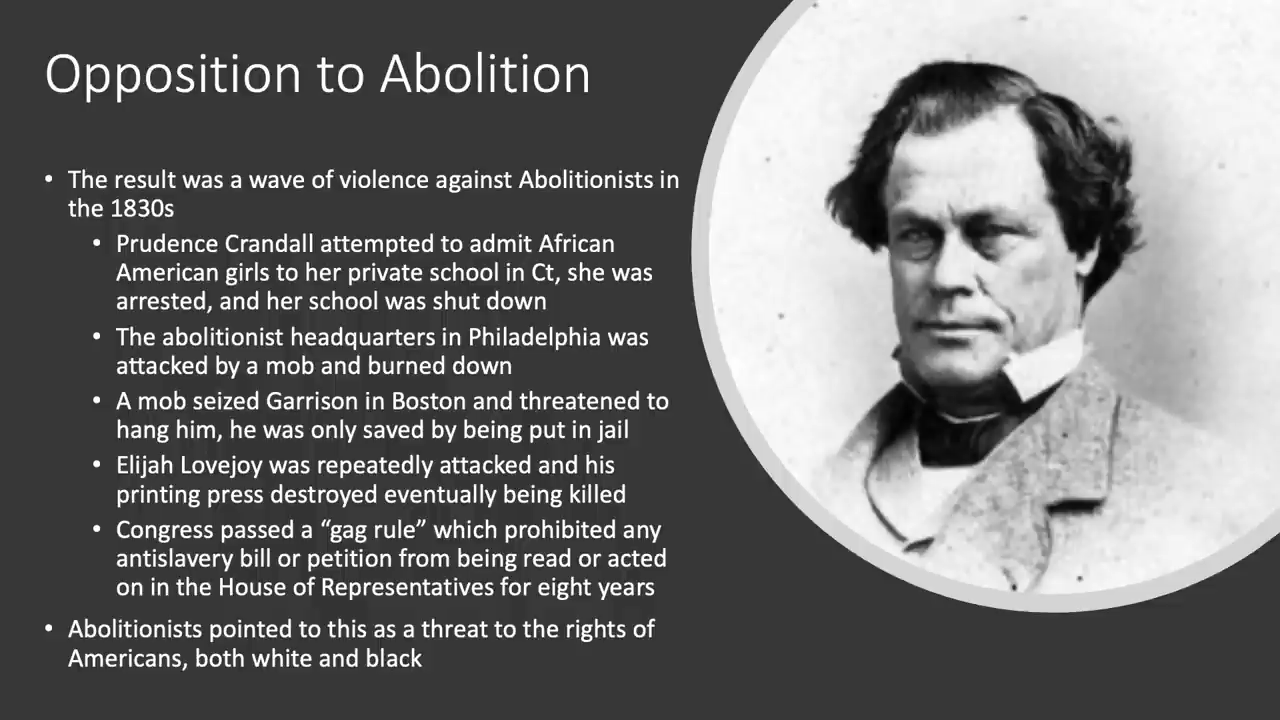 Opposition to Abolition
• The result was a wave of violence against Abolitionists in
the 1830s
• Prudence Crandall attempted to admit African
American girls to her private school in Ct, she was
arrested, and her school was shut down
• The abolitionist headquarters in Philadelphia was
attacked by a mob and burned down
• A mob seized Garrison in Boston and threatened to
hang him, he was only saved by being put in jail
• Elijah Lovejoy was repeatedly attacked and his
printing press destroyed eventually being killed
• Congress passed a “gag rule” which prohibited any
antislavery bill or petition from being read or acted
on in the House of Representatives for eight years
• Abolitionists pointed to this as a threat to the rights of
Americans, both white and black